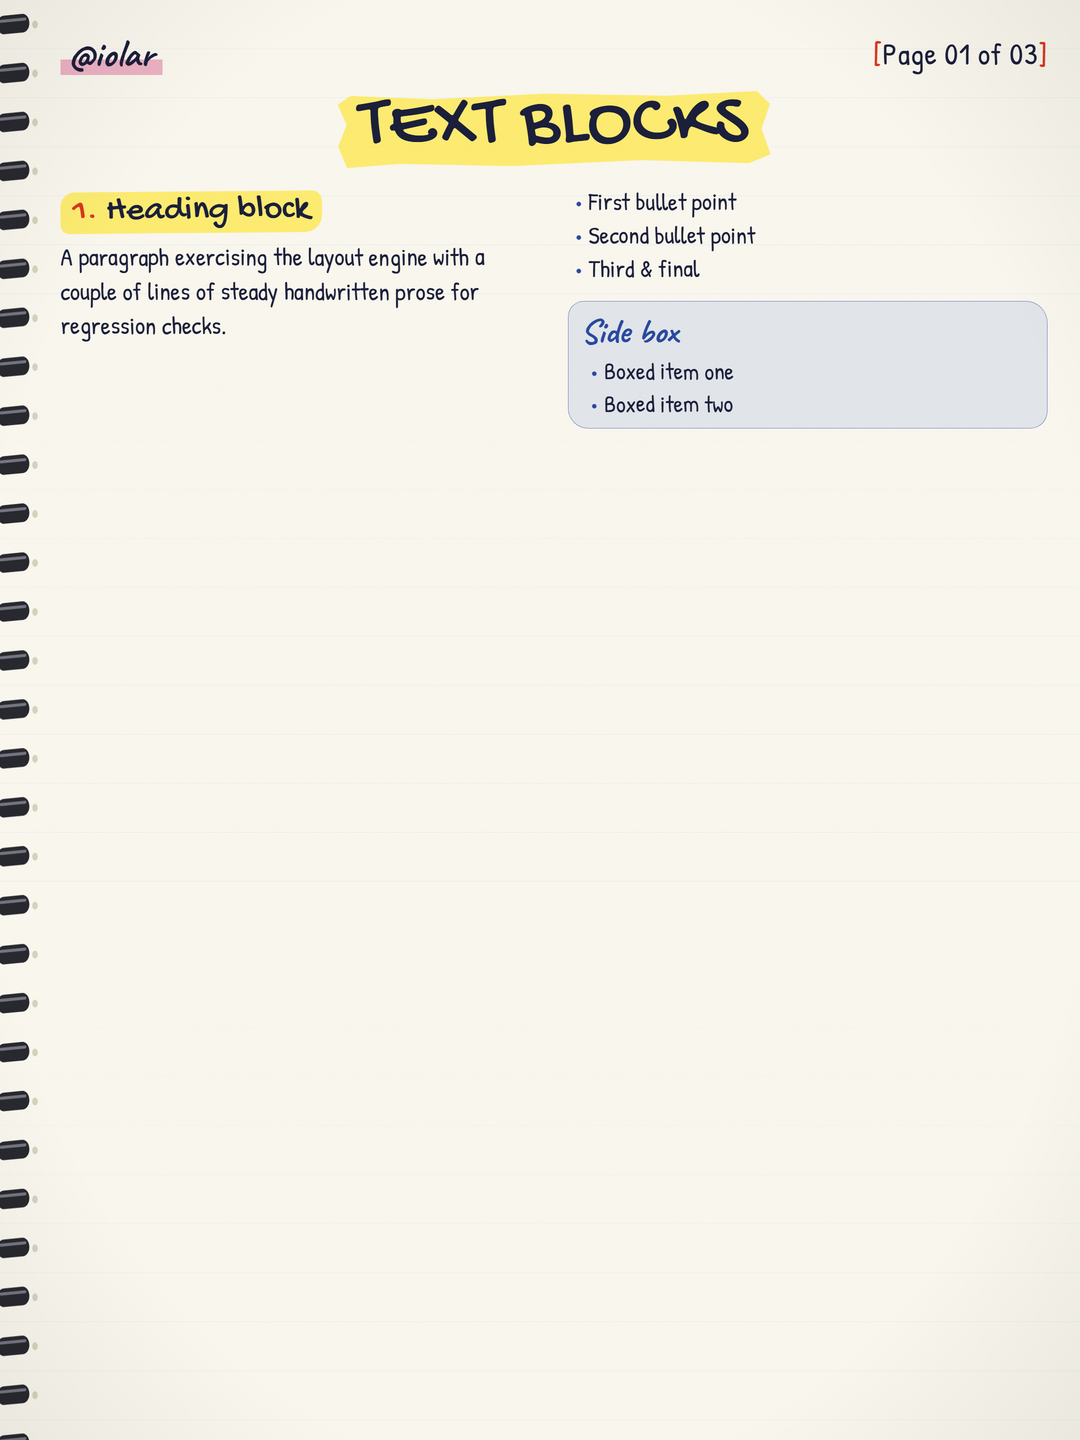 @iolar
[Page 01 of 03]
TEXT BLOCKS
1. Heading block
A paragraph exercising the layout engine with a
couple of lines of steady handwritten prose for
regression checks.
• First bullet point
• Second bullet point
• Third & final
Side box
• Boxed item one
• Boxed item two